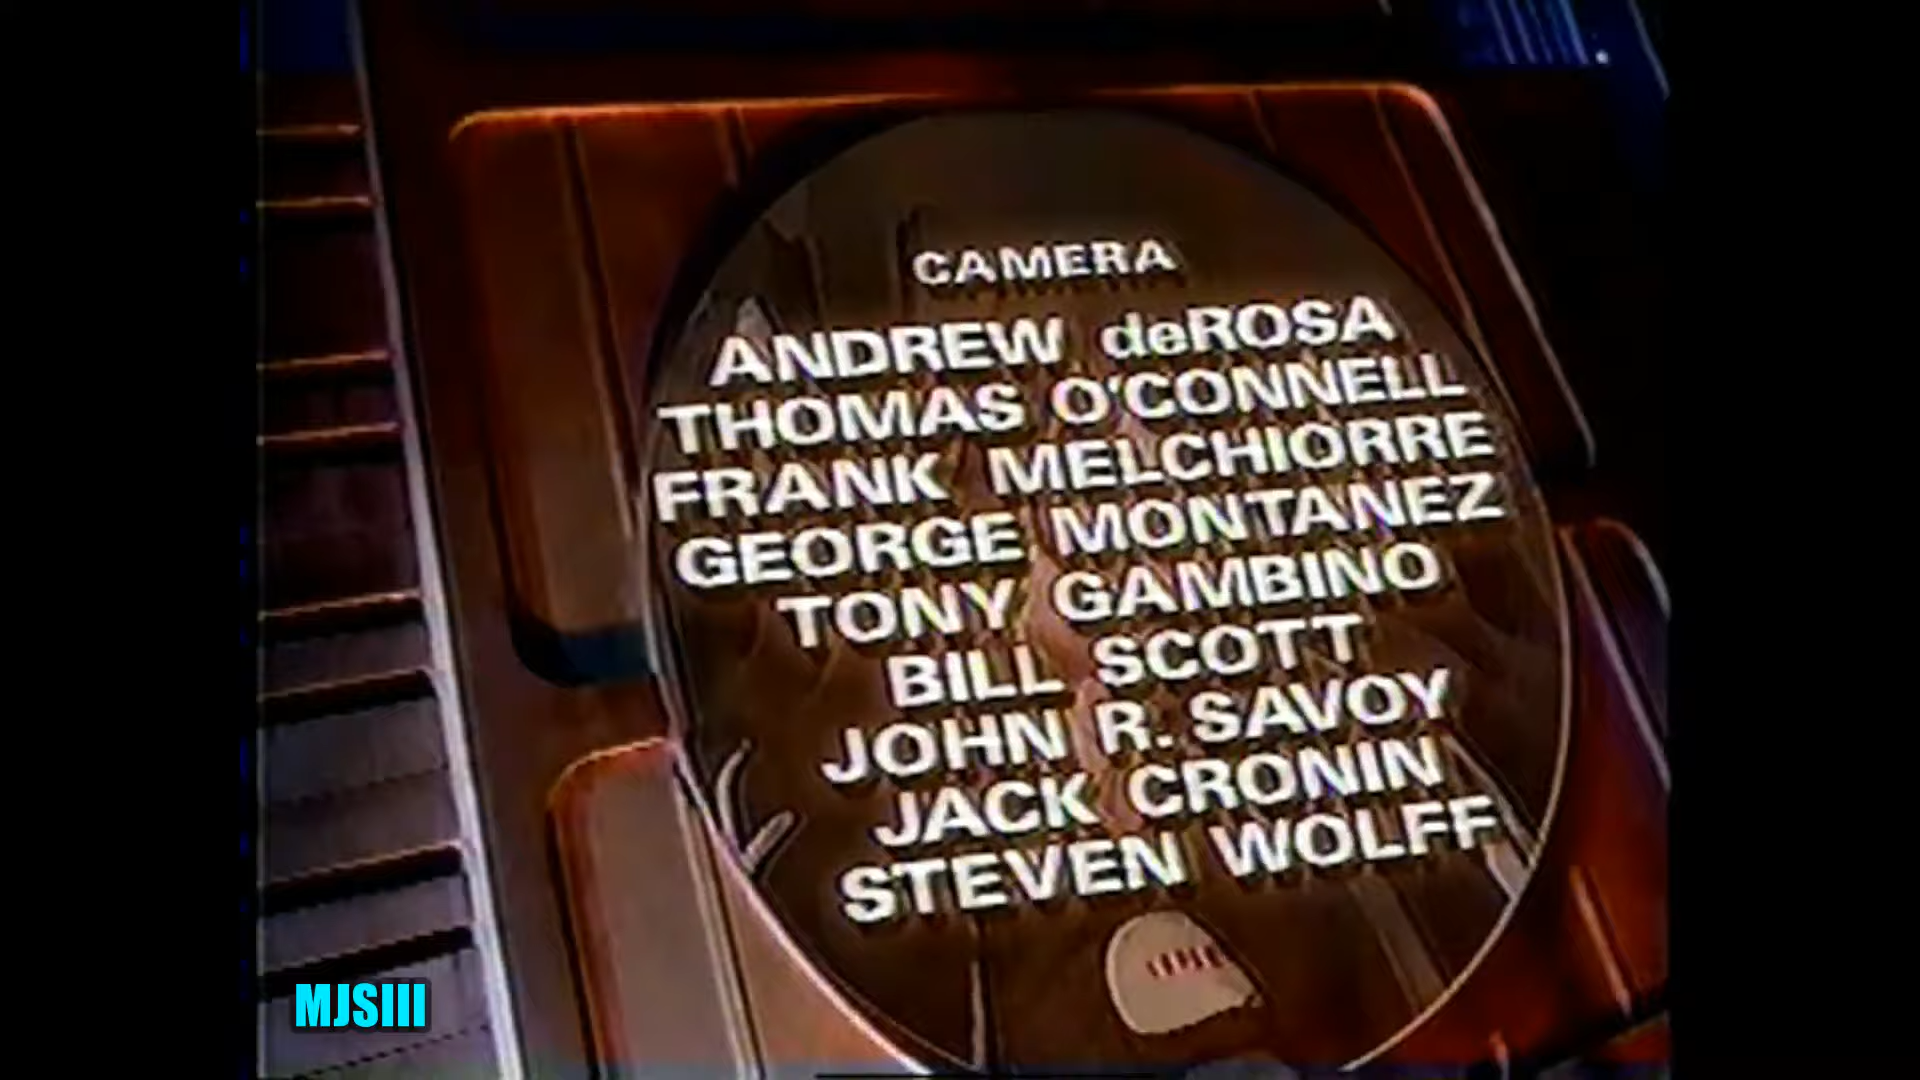 CAMERA
ANDREW deROSA
THOMAS O'CONNELL
FRANK MELCHIORRE
GEORGE MONTANEZ
TONY GAMBINO
BILL SCOTT
JOHN R. SAVOY
JACK CRONIN
STEVEN WOLFF
MJSIII